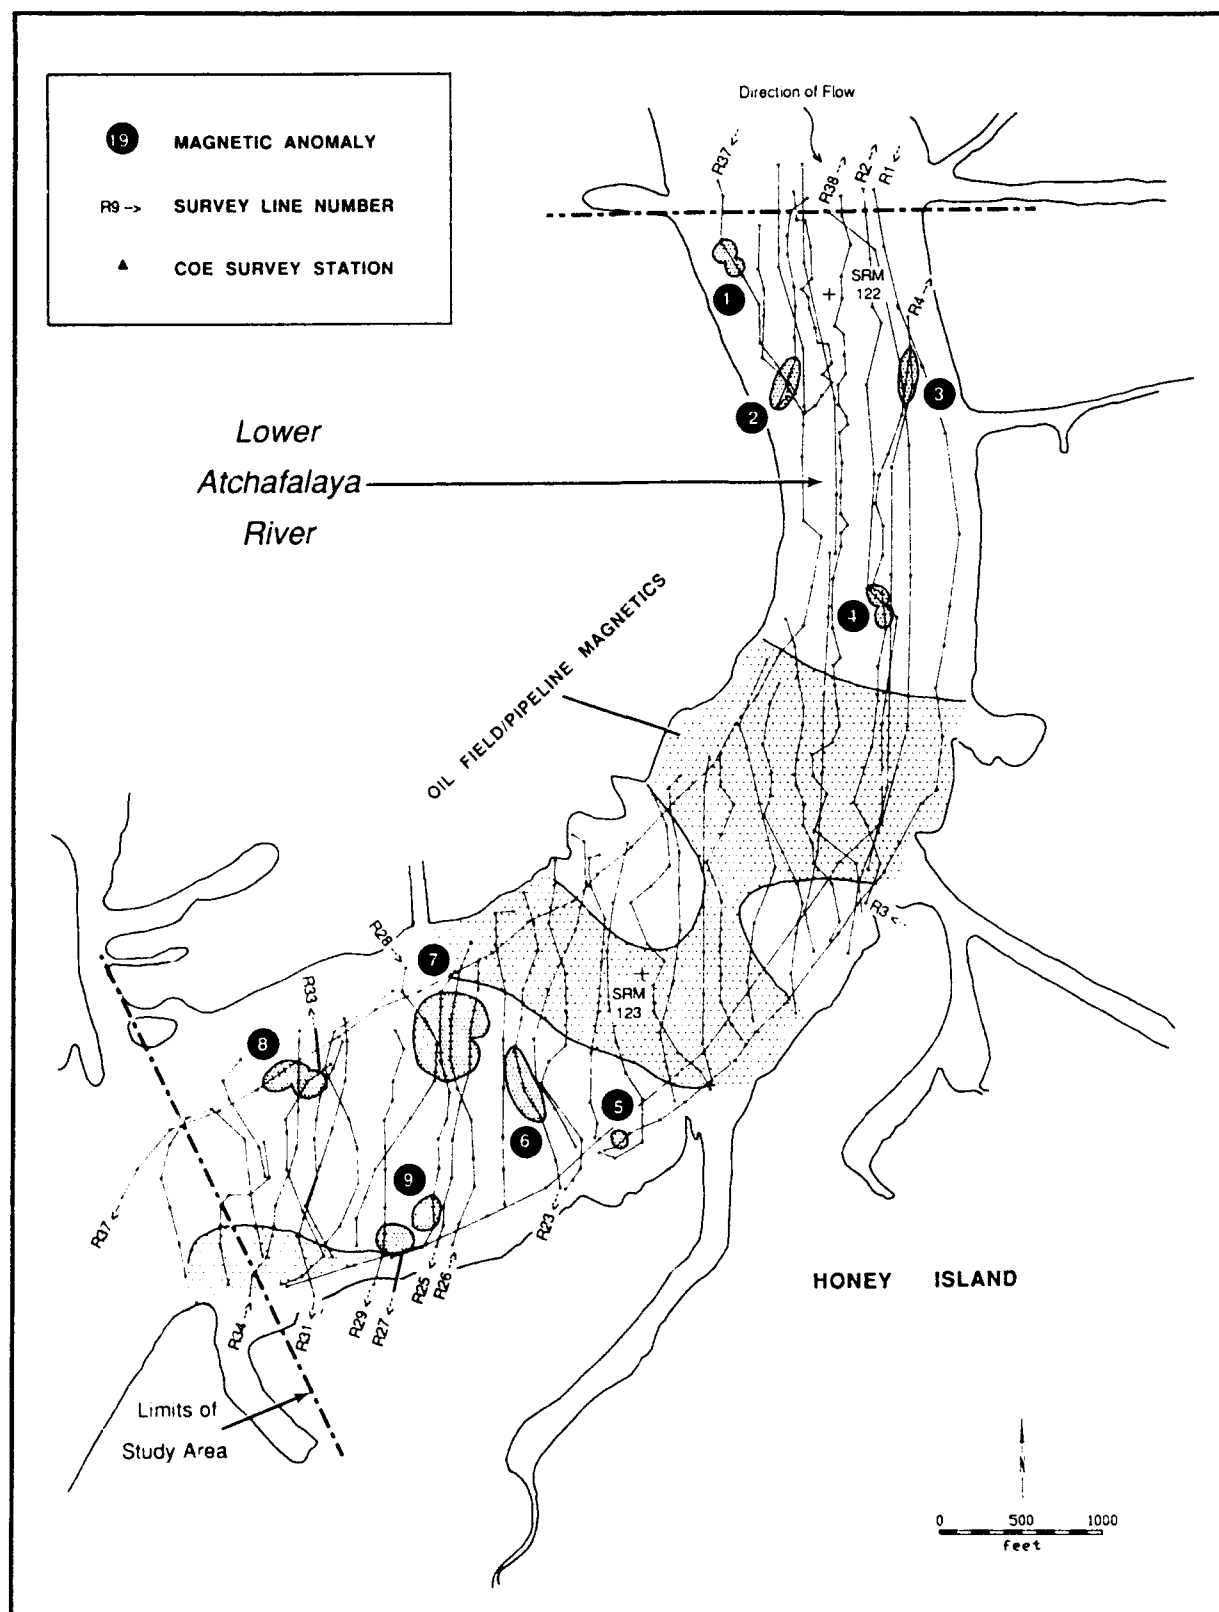 19 MAGNETIC ANOMALY
R9 --> SURVEY LINE NUMBER
COE SURVEY STATION
Direction of Flow
R37 <--
R38 -->
R2 -->
R1 <--
SRM
122
R4 -->
1
2
3
Lower
Atchafalaya
River
4
OIL FIELD/PIPELINE MAGNETICS
R3 <--
R28 -->
7
SRM
123
R33 -->
8
5
6
9
R37 <--
R23 <--
R25 <--
R26 -->
R29 <--
R27 <--
R34 -->
R31 <--
HONEY ISLAND
Limits of
Study Area
N
0 500 1000
feet